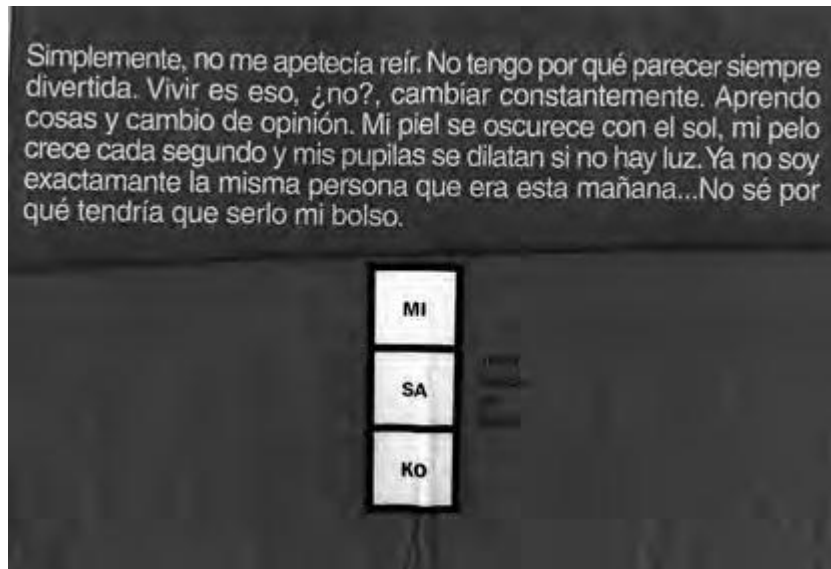 Simplemente, no me apetecía reír. No tengo por qué parecer siempre
divertida. Vivir es eso, ¿no?, cambiar constantemente. Aprendo
cosas y cambio de opinión. Mi piel se oscurece con el sol, mi pelo
crece cada segundo y mis pupilas se dilatan si no hay luz. Ya no soy
exactamante la misma persona que era esta mañana...No sé por
qué tendría que serlo mi bolso.
MI
SA
KO